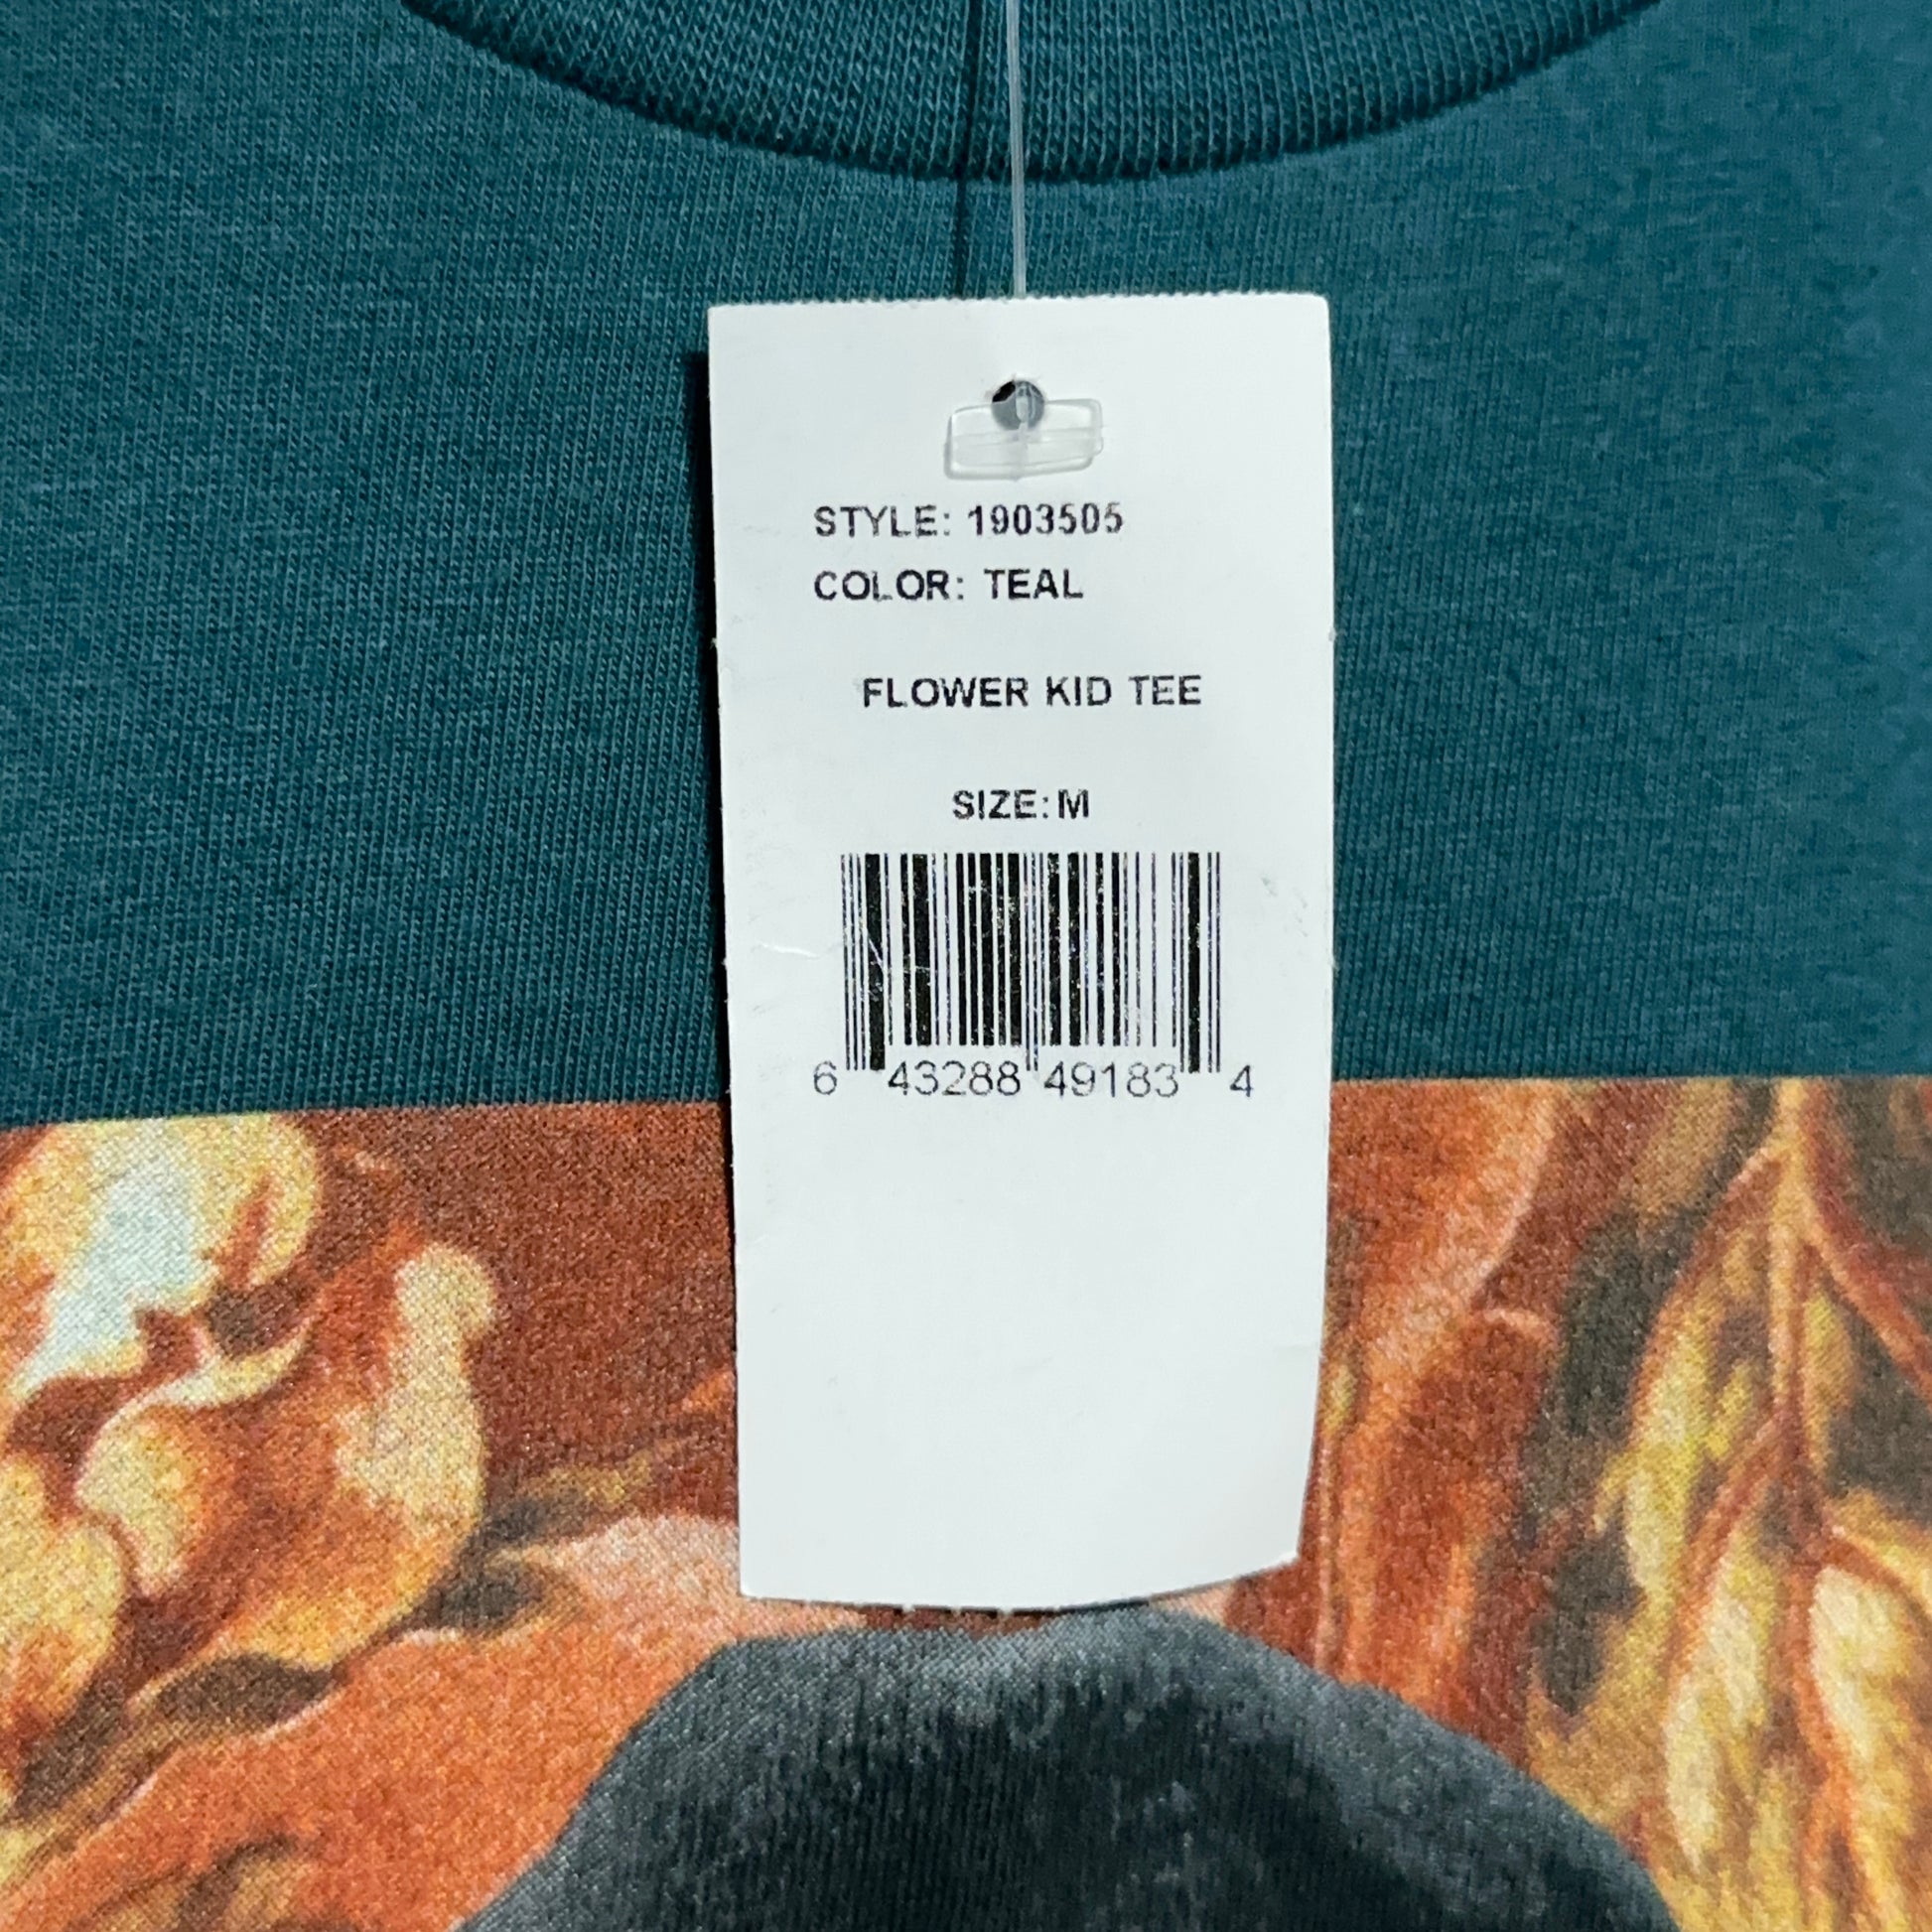 STYLE: 1903505
COLOR: TEAL
FLOWER KID TEE
SIZE: M
6 43288 49183 4